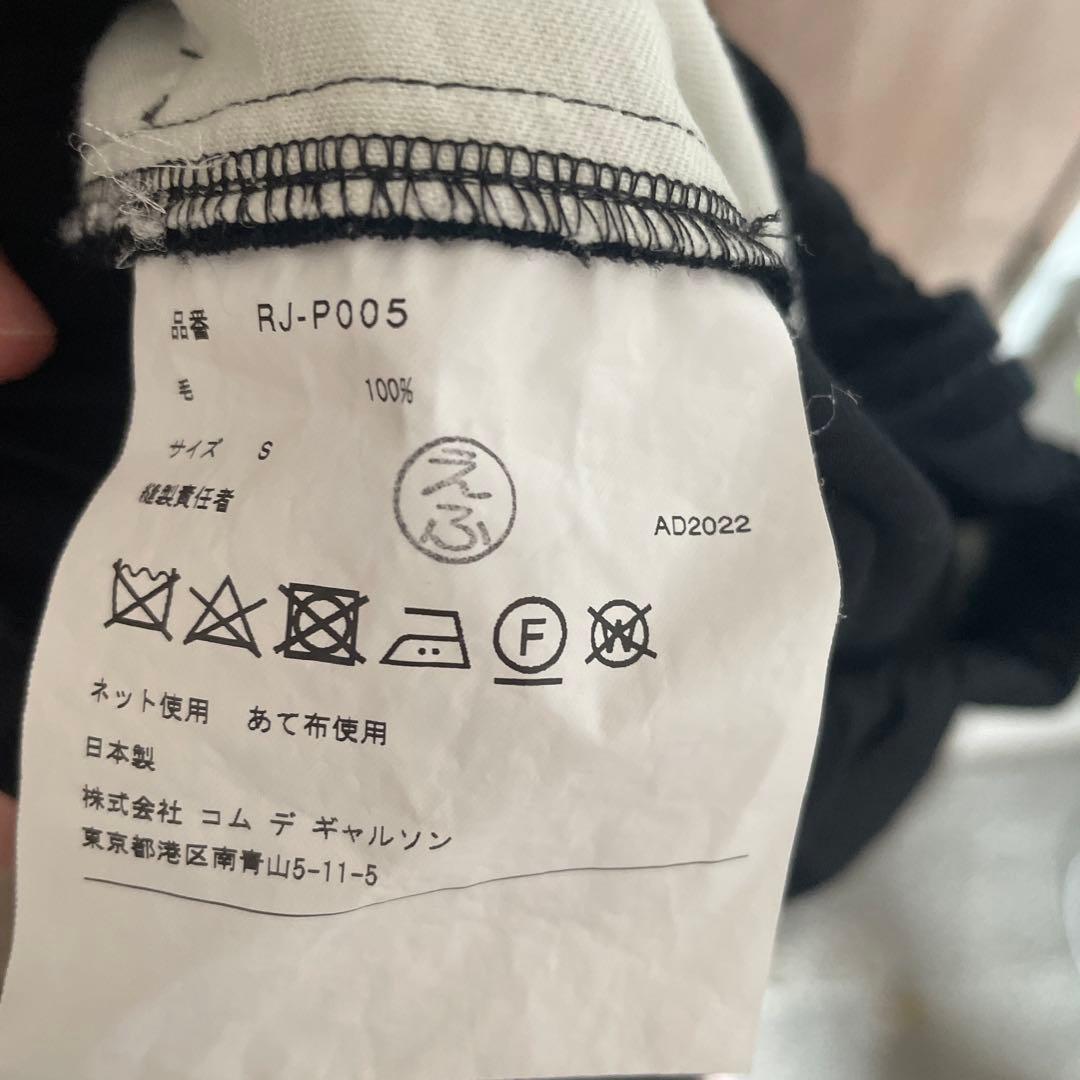 品番 RJ-P005
毛 100%
サイズ S
縫製責任者 えふ
AD2022
F
W
ネット使用 あて布使用
日本製
株式会社 コム デ ギャルソン
東京都港区南青山5-11-5